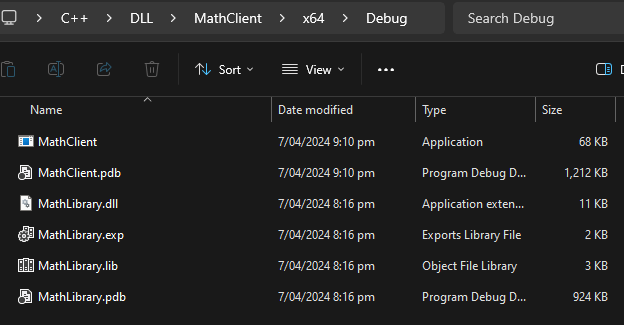 C++ > DLL > MathClient > x64 > Debug Search Debug
Sort View ...
Name Date modified Type Size
MathClient 7/04/2024 9:10 pm Application 68 KB
MathClient.pdb 7/04/2024 9:10 pm Program Debug D... 1,212 KB
MathLibrary.dll 7/04/2024 8:16 pm Application exten... 11 KB
MathLibrary.exp 7/04/2024 8:16 pm Exports Library File 2 KB
MathLibrary.lib 7/04/2024 8:16 pm Object File Library 3 KB
MathLibrary.pdb 7/04/2024 8:16 pm Program Debug D... 924 KB